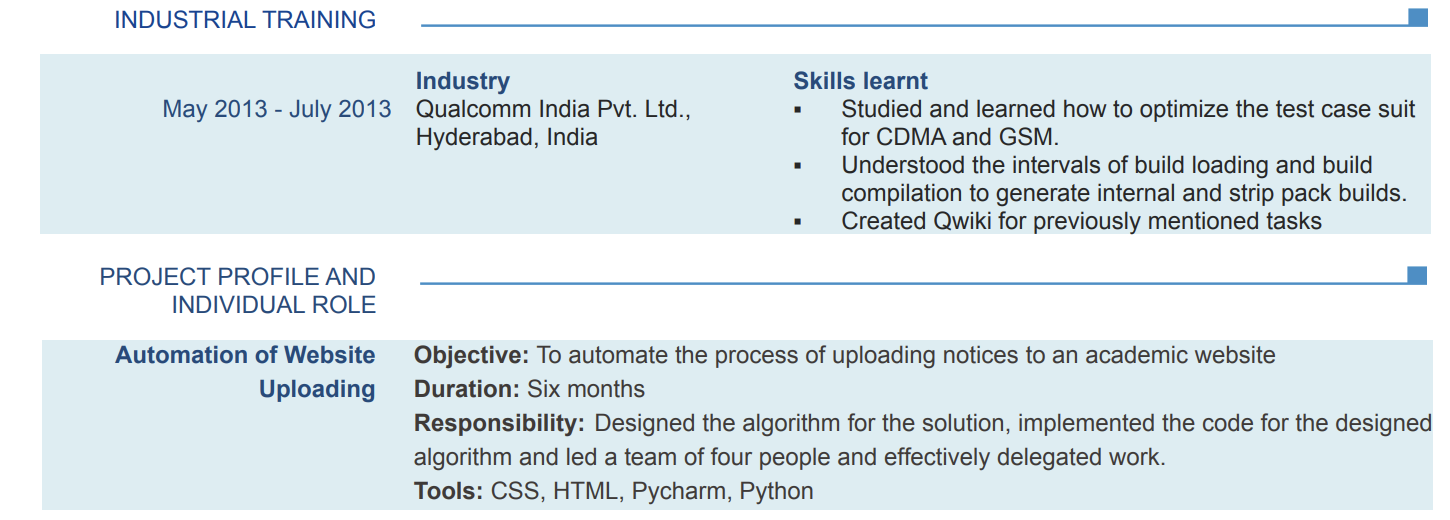 INDUSTRIAL TRAINING
May 2013 - July 2013
Industry
Qualcomm India Pvt. Ltd.,
Hyderabad, India
Skills learnt
▪ Studied and learned how to optimize the test case suit
for CDMA and GSM.
▪ Understood the intervals of build loading and build
compilation to generate internal and strip pack builds.
▪ Created Qwiki for previously mentioned tasks
PROJECT PROFILE AND
INDIVIDUAL ROLE
Automation of Website
Uploading
Objective: To automate the process of uploading notices to an academic website
Duration: Six months
Responsibility: Designed the algorithm for the solution, implemented the code for the designed
algorithm and led a team of four people and effectively delegated work.
Tools: CSS, HTML, Pycharm, Python